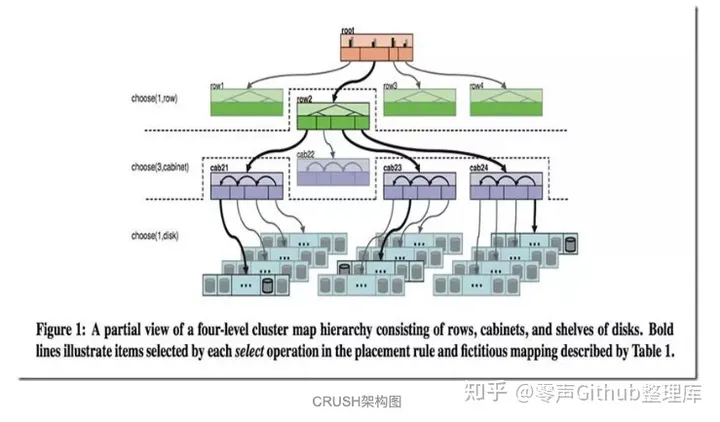 root
choose(1,row)
row1
row2
row3
row4
choose(3,cabinet)
cab21
cab22
cab23
cab24
choose(1,disk)
...
...
...
...
...
...
...
...
...
...
...
...
Figure 1: A partial view of a four-level cluster map hierarchy consisting of rows, cabinets, and shelves of disks. Bold
lines illustrate items selected by each select operation in the placement rule and fictitious mapping described by Table 1.
知乎 @零声Github整理库
CRUSH架构图